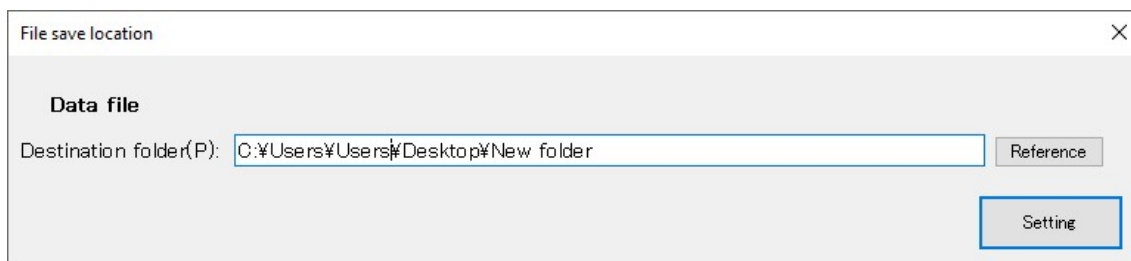 File save location
Data file
Destination folder(P): C:¥Users¥Users¥Desktop¥New folder Reference
Setting